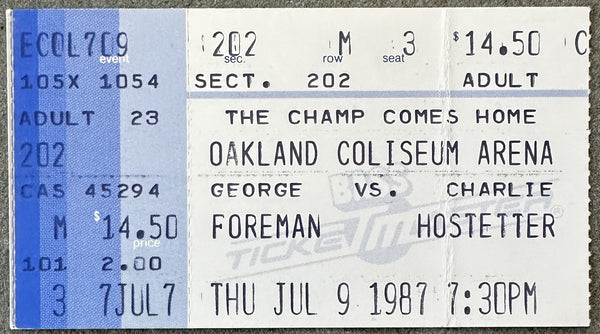 ECOL709 202 M 3 $14.50 C
event sec. row seat
105X 1054 SECT. 202 ADULT
ADULT 23 THE CHAMP COMES HOME
202 OAKLAND COLISEUM ARENA
CAS 45294 GEORGE VS. CHARLIE
BASS
M $14.50 FOREMAN HOSTETTER
price
TICKETMASTER®
101 2.00
3 7JUL7 THU JUL 9 1987 7:30PM